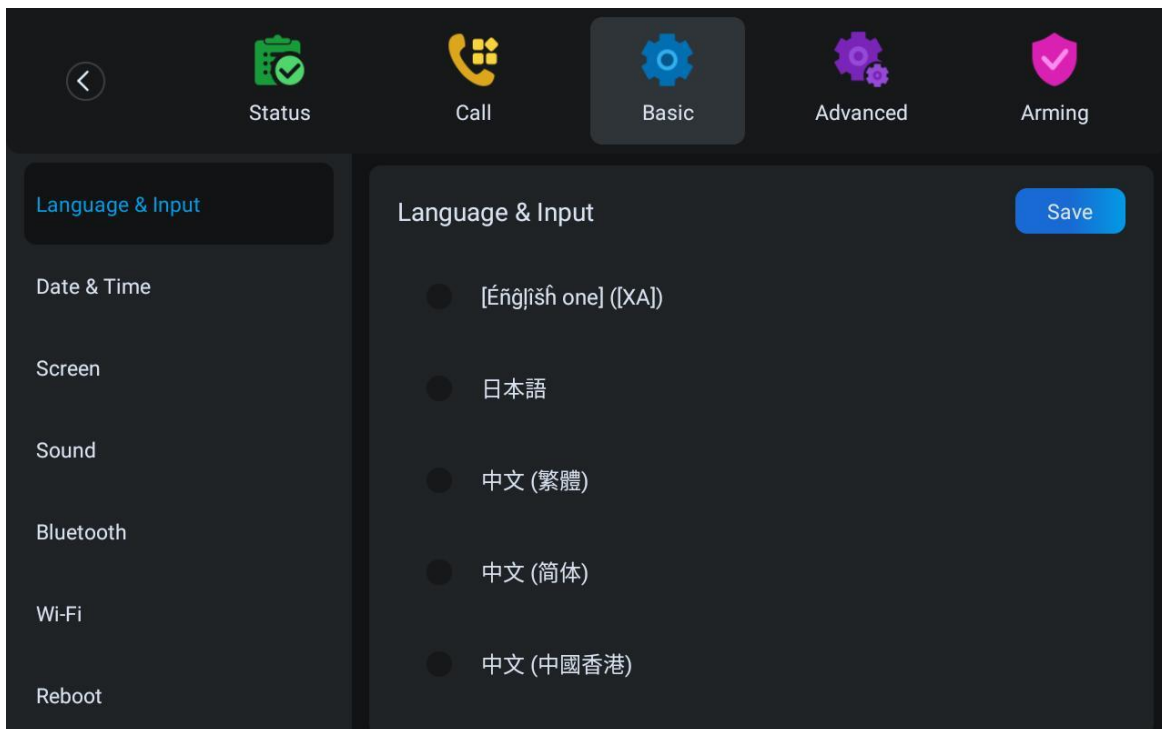 Status
Call
Basic
Advanced
Arming
Language & Input
Date & Time
Screen
Sound
Bluetooth
Wi-Fi
Reboot
Language & Input
Save
[Éñĝļîšĥ one] ([XA])
日本語
中文 (繁體)
中文 (简体)
中文 (中國香港)